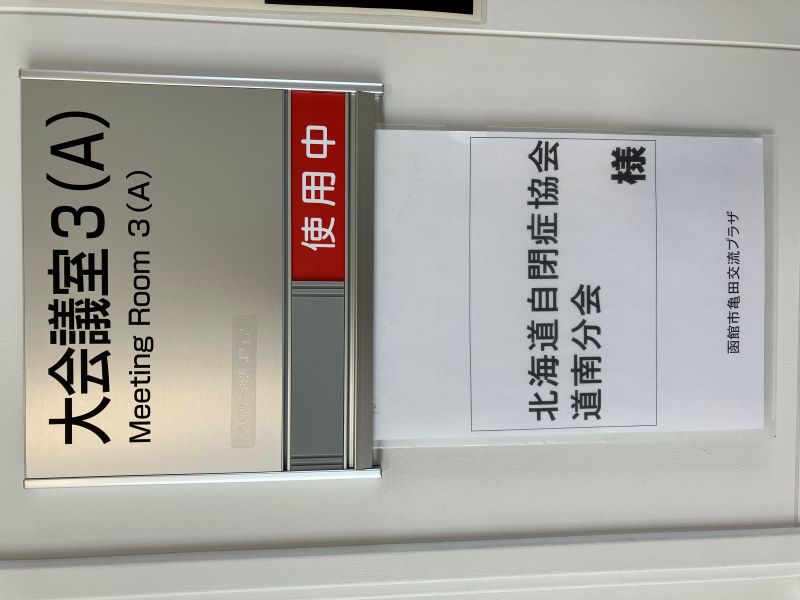 大会議室3(A)
Meeting Room 3(A)
使用中
北海道自閉症協会
道南分会
様
函館市亀田交流プラザ